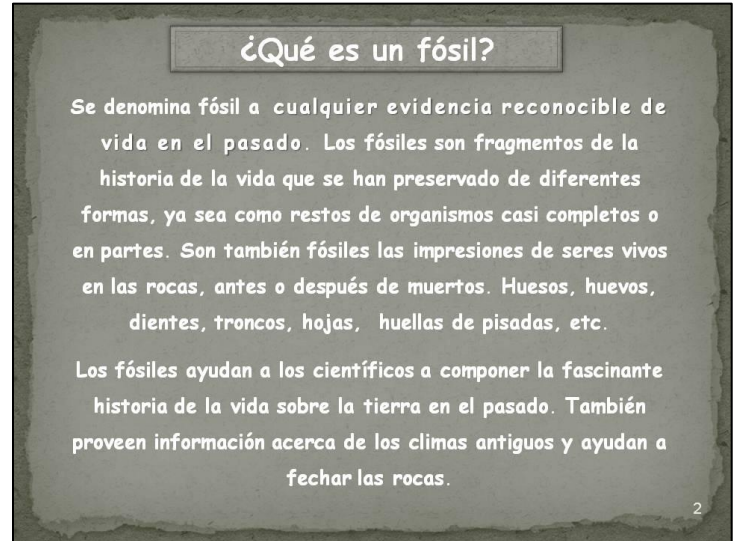 ¿Qué es un fósil?
Se denomina fósil a cualquier evidencia reconocible de
vida en el pasado. Los fósiles son fragmentos de la
historia de la vida que se han preservado de diferentes
formas, ya sea como restos de organismos casi completos o
en partes. Son también fósiles las impresiones de seres vivos
en las rocas, antes o después de muertos. Huesos, huevos,
dientes, troncos, hojas, huellas de pisadas, etc.
Los fósiles ayudan a los científicos a componer la fascinante
historia de la vida sobre la tierra en el pasado. También
proveen información acerca de los climas antiguos y ayudan a
fechar las rocas.
2